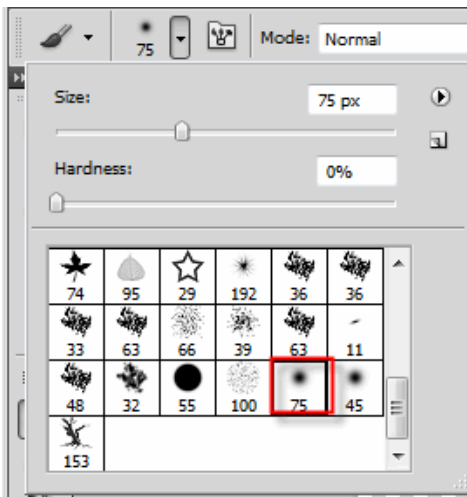 75 Mode: Normal
Size: 75 px
Hardness: 0%
74 95 29 192 36 36
33 63 66 39 63 11
48 32 55 100 75 45
153